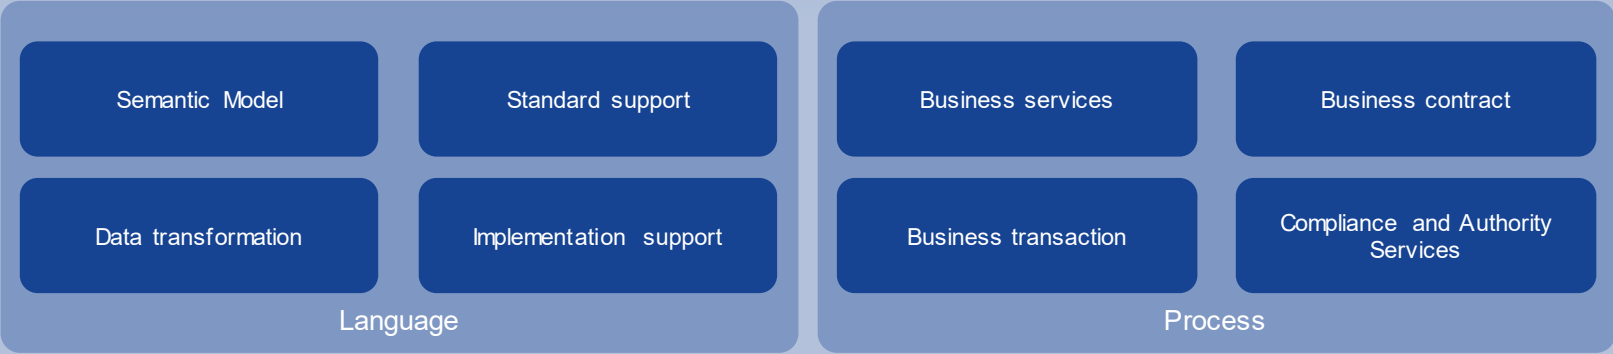 Semantic Model
Standard support
Data transformation
Implementation support
Language
Business services
Business contract
Business transaction
Compliance and Authority
Services
Process